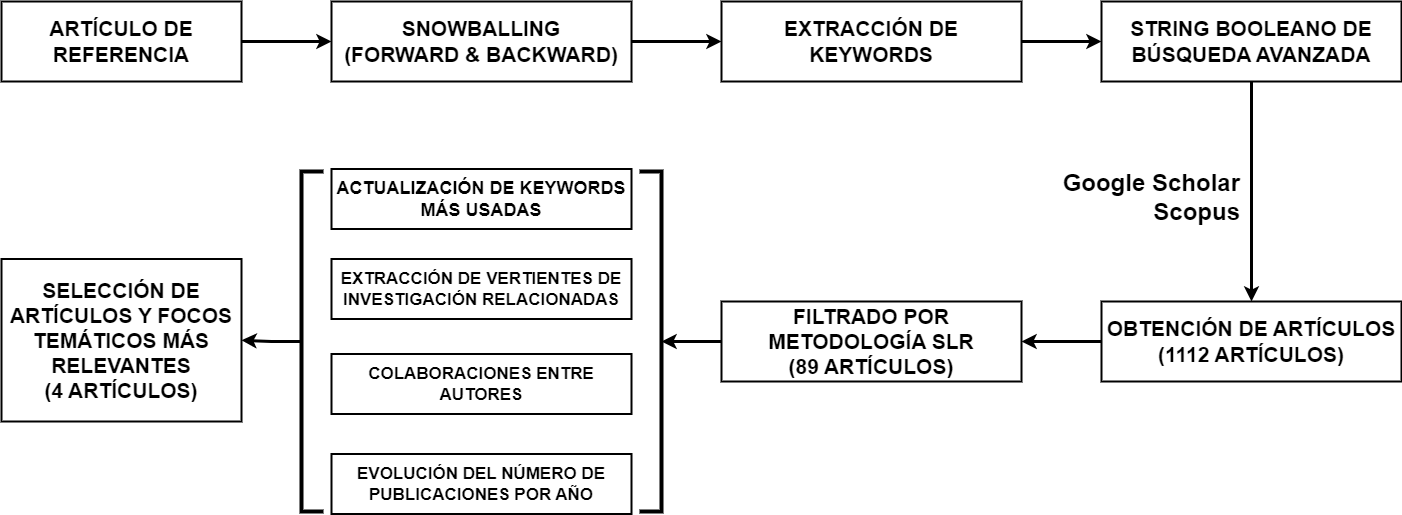 ARTÍCULO DE
REFERENCIA
SNOWBALLING
(FORWARD & BACKWARD)
EXTRACCIÓN DE
KEYWORDS
STRING BOOLEANO DE
BÚSQUEDA AVANZADA
Google Scholar
Scopus
OBTENCIÓN DE ARTÍCULOS
(1112 ARTÍCULOS)
FILTRADO POR
METODOLOGÍA SLR
(89 ARTÍCULOS)
ACTUALIZACIÓN DE KEYWORDS
MÁS USADAS
EXTRACCIÓN DE VERTIENTES DE
INVESTIGACIÓN RELACIONADAS
COLABORACIONES ENTRE
AUTORES
EVOLUCIÓN DEL NÚMERO DE
PUBLICACIONES POR AÑO
SELECCIÓN DE
ARTÍCULOS Y FOCOS
TEMÁTICOS MÁS
RELEVANTES
(4 ARTÍCULOS)